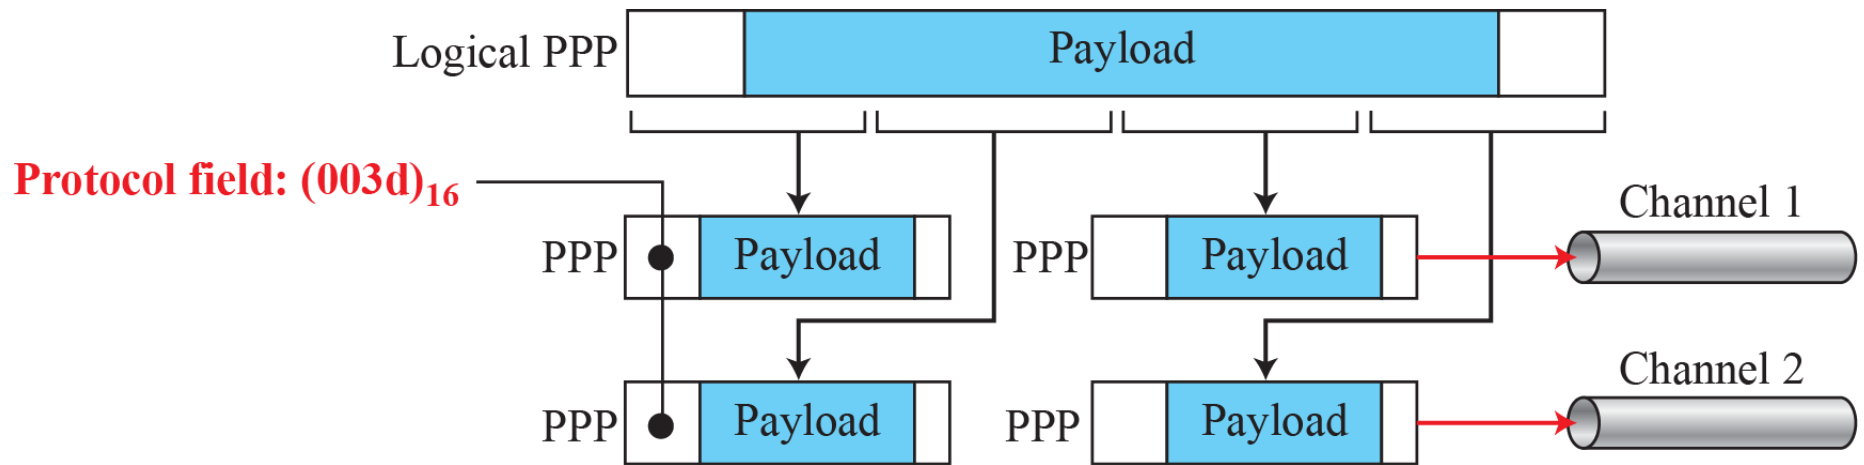 Logical PPP
Payload
Protocol field: (003d)16
Channel 1
PPP
Payload
PPP
Payload
Channel 2
PPP
Payload
PPP
Payload